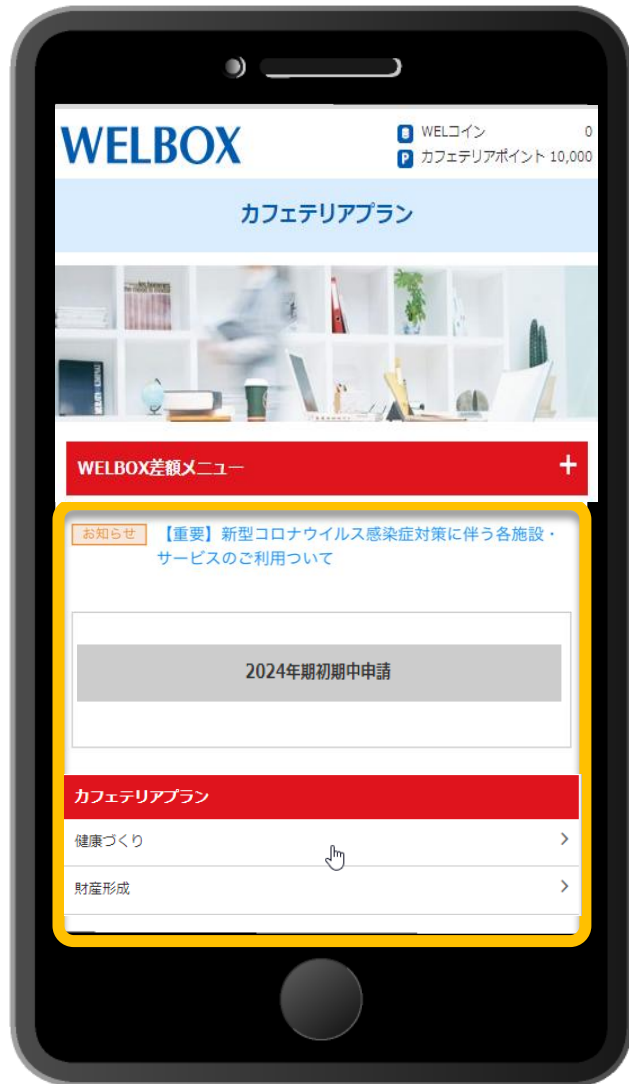 WELBOX
WELコイン 0
P カフェテリアポイント 10,000
カフェテリアプラン
WELBOX差額メニュー +
お知らせ 【重要】新型コロナウイルス感染症対策に伴う各施設・
サービスのご利用ついて
2024年期初期中申請
カフェテリアプラン
健康づくり
財産形成